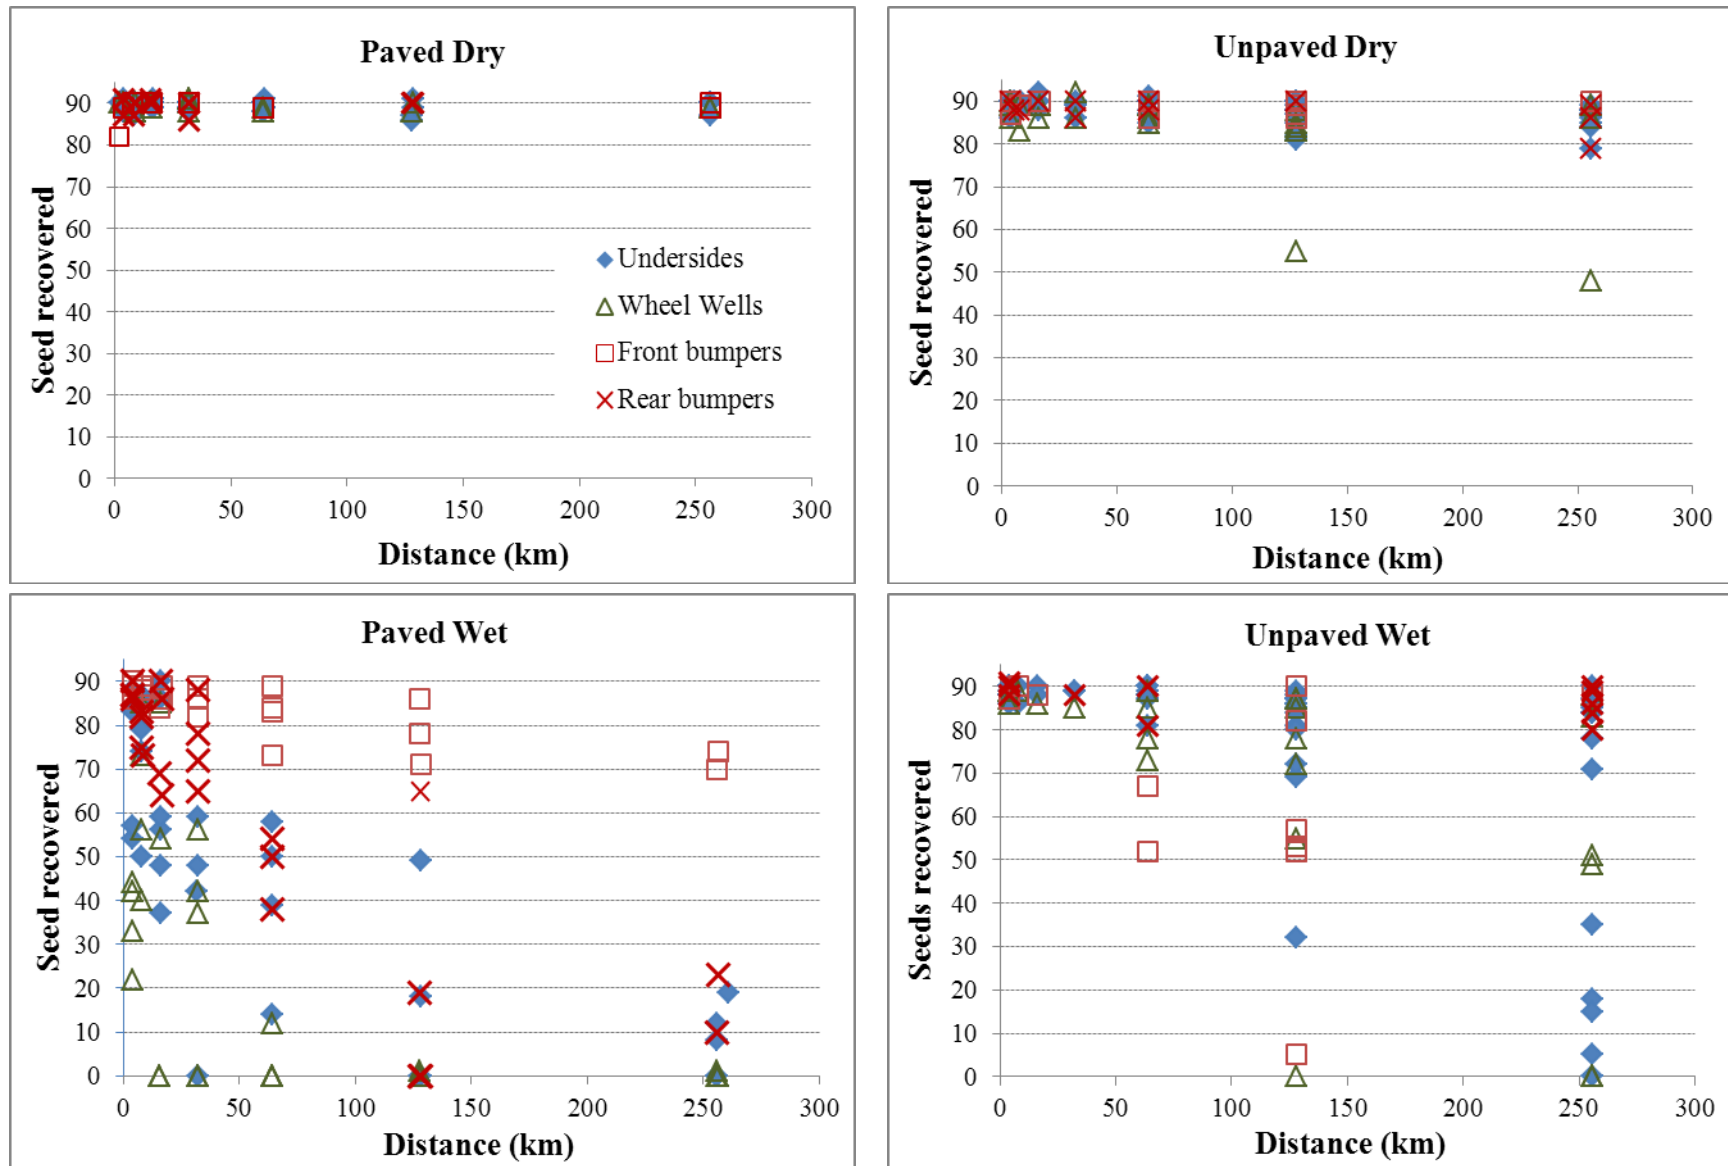 Paved Dry
Seed recovered
90
80
70
60
50
40
30
20
10
0
Undersides
Wheel Wells
Front bumpers
Rear bumpers
0 50 100 150 200 250 300
Distance (km)
Unpaved Dry
Seed recovered
90
80
70
60
50
40
30
20
10
0
0 50 100 150 200 250 300
Distance (km)
Paved Wet
Seed recovered
90
80
70
60
50
40
30
20
10
0
0 50 100 150 200 250 300
Distance (km)
Unpaved Wet
Seeds recovered
90
80
70
60
50
40
30
20
10
0
0 50 100 150 200 250 300
Distance (km)